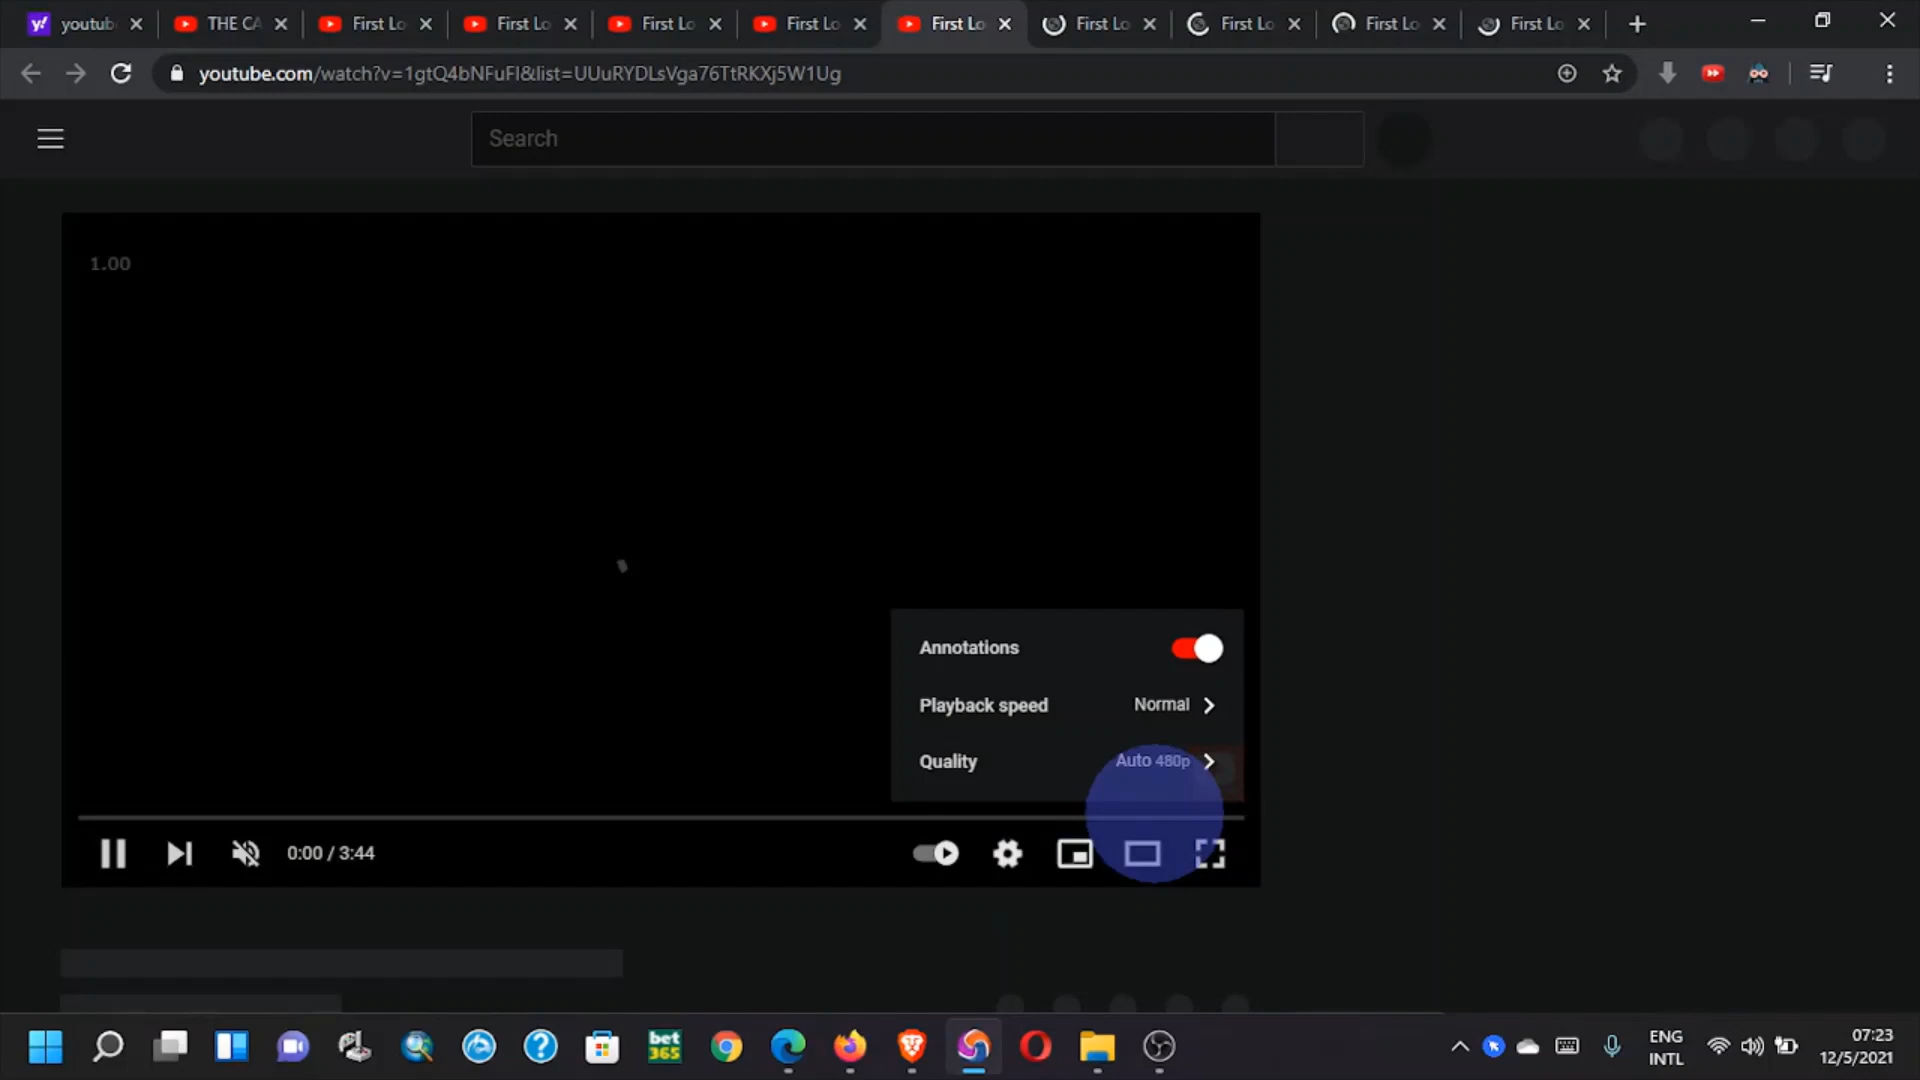 youtub
THE CA
First Lo
First Lo
First Lo
First Lo
First Lo
First Lo
First Lo
First Lo
First Lo
youtube.com/watch?v=1gtQ4bNFuFI&list=UUuRYDLsVga76TtRKXj5W1Ug
Search
1.00
Annotations
Playback speed Normal
Quality Auto 480p
0:00 / 3:44
bet
365
ENG
INTL
07:23
12/5/2021